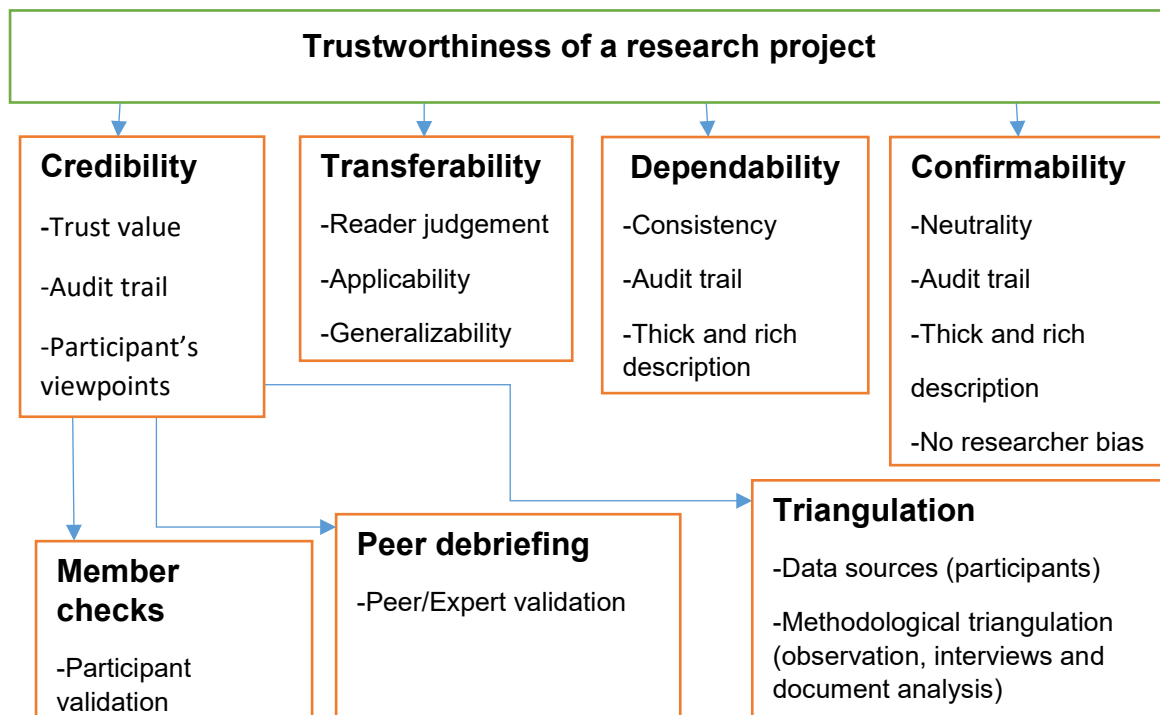 Trustworthiness of a research project
Credibility
-Trust value
-Audit trail
-Participant’s
viewpoints
Transferability
-Reader judgement
-Applicability
-Generalizability
Dependability
-Consistency
-Audit trail
-Thick and rich
description
Confirmability
-Neutrality
-Audit trail
-Thick and rich
description
-No researcher bias
Member
checks
-Participant
validation
Peer debriefing
-Peer/Expert validation
Triangulation
-Data sources (participants)
-Methodological triangulation
(observation, interviews and
document analysis)